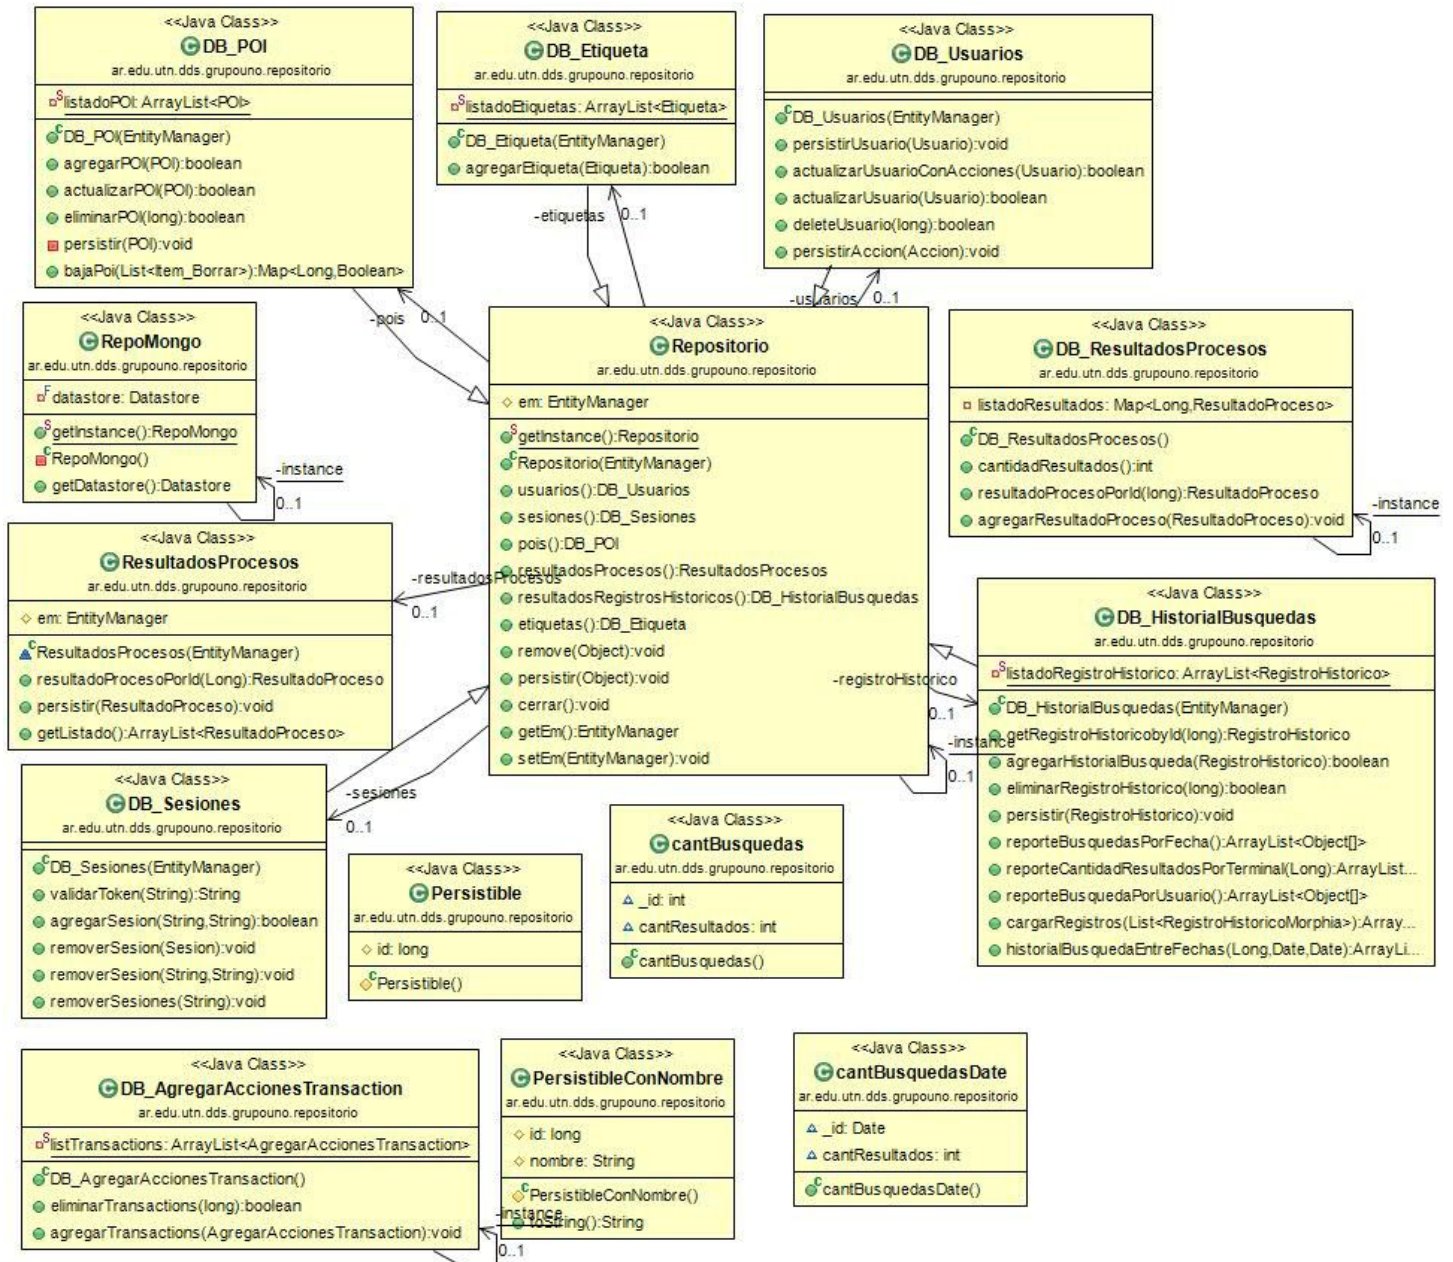 <<Java Class>>
DB_POI
ar.edu.utn.dds.grupouno.repositorio
listadoPOI: ArrayList<POI>
DB_POI(EntityManager)
agregarPOI(POI):boolean
actualizarPOI(POI):boolean
eliminarPOI(long):boolean
persistir(POI):void
bajaPoi(List<Item_Borrar>):Map<Long,Boolean>
<<Java Class>>
DB_Etiqueta
ar.edu.utn.dds.grupouno.repositorio
listadoEtiquetas: ArrayList<Etiqueta>
DB_Etiqueta(EntityManager)
agregarEtiqueta(Etiqueta):boolean
<<Java Class>>
DB_Usuarios
ar.edu.utn.dds.grupouno.repositorio
DB_Usuarios(EntityManager)
persistirUsuario(Usuario):void
actualizarUsuarioConAcciones(Usuario):boolean
actualizarUsuario(Usuario):boolean
deleteUsuario(long):boolean
persistirAccion(Accion):void
-etiquetas
0..1
-usuarios
0..1
-pois
0..1
<<Java Class>>
RepoMongo
ar.edu.utn.dds.grupouno.repositorio
datastore: Datastore
getInstance():RepoMongo
RepoMongo()
getDatastore():Datastore
-instance
0..1
<<Java Class>>
Repositorio
ar.edu.utn.dds.grupouno.repositorio
em: EntityManager
getInstance():Repositorio
Repositorio(EntityManager)
usuarios():DB_Usuarios
sesiones():DB_Sesiones
pois():DB_POI
resultadosProcesos():ResultadosProcesos
resultadosRegistrosHistoricos():DB_HistorialBusquedas
etiquetas():DB_Etiqueta
remove(Object):void
persistir(Object):void
cerrar():void
getEm():EntityManager
setEm(EntityManager):void
<<Java Class>>
DB_ResultadosProcesos
ar.edu.utn.dds.grupouno.repositorio
listadoResultados: Map<Long,ResultadoProceso>
DB_ResultadosProcesos()
cantidadResultados():int
resultadoProcesoPorId(long):ResultadoProceso
agregarResultadoProceso(ResultadoProceso):void
-instance
0..1
<<Java Class>>
ResultadosProcesos
ar.edu.utn.dds.grupouno.repositorio
em: EntityManager
ResultadosProcesos(EntityManager)
resultadoProcesoPorId(Long):ResultadoProceso
persistir(ResultadoProceso):void
getListado():ArrayList<ResultadoProceso>
-resultadosProcesos
0..1
-registroHistorico
0..1
-instance
0..1
<<Java Class>>
DB_HistorialBusquedas
ar.edu.utn.dds.grupouno.repositorio
listadoRegistroHistorico: ArrayList<RegistroHistorico>
DB_HistorialBusquedas(EntityManager)
getRegistroHistoricobyId(long):RegistroHistorico
agregarHistorialBusqueda(RegistroHistorico):boolean
eliminarRegistroHistorico(long):boolean
persistir(RegistroHistorico):void
reporteBusquedasPorFecha():ArrayList<Object[]>
reporteCantidadResultadosPorTerminal(Long):ArrayList...
reporteBusquedaPorUsuario():ArrayList<Object[]>
cargarRegistros(List<RegistroHistoricoMorphia>):Array...
historialBusquedaEntreFechas(Long,Date,Date):ArrayLi...
<<Java Class>>
DB_Sesiones
ar.edu.utn.dds.grupouno.repositorio
DB_Sesiones(EntityManager)
validarToken(String):String
agregarSesion(String,String):boolean
removerSesion(Sesion):void
removerSesion(String,String):void
removerSesiones(String):void
-sesiones
0..1
<<Java Class>>
Persistible
ar.edu.utn.dds.grupouno.repositorio
id: long
Persistible()
<<Java Class>>
cantBusquedas
ar.edu.utn.dds.grupouno.repositorio
_id: int
cantResultados: int
cantBusquedas()
<<Java Class>>
DB_AgregarAccionesTransaction
ar.edu.utn.dds.grupouno.repositorio
listTransactions: ArrayList<AgregarAccionesTransaction>
DB_AgregarAccionesTransaction()
eliminarTransactions(long):boolean
agregarTransactions(AgregarAccionesTransaction):void
-instance
0..1
<<Java Class>>
PersistibleConNombre
ar.edu.utn.dds.grupouno.repositorio
id: long
nombre: String
PersistibleConNombre()
toString():String
<<Java Class>>
cantBusquedasDate
ar.edu.utn.dds.grupouno.repositorio
_id: Date
cantResultados: int
cantBusquedasDate()